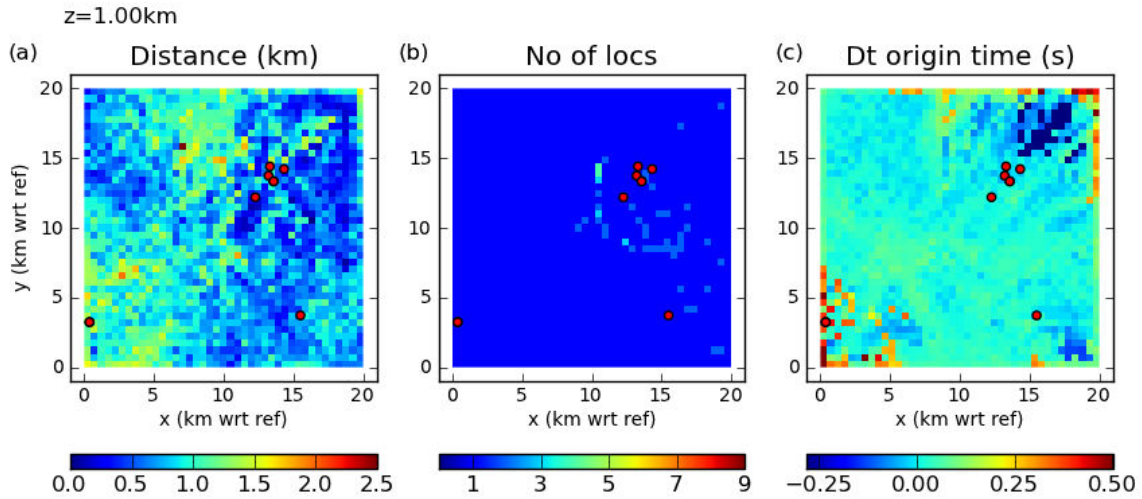 z=1.00km
(a) Distance (km) (b) No of locs (c) Dt origin time (s)
20 20 20
15 15 15
10 10 10
5 5 5
0 0 0
y (km wrt ref)
0 5 10 15 20 0 5 10 15 20 0 5 10 15 20
x (km wrt ref) x (km wrt ref) x (km wrt ref)
0.0 0.5 1.0 1.5 2.0 2.5 1 3 5 7 9 −0.25 0.00 0.25 0.50